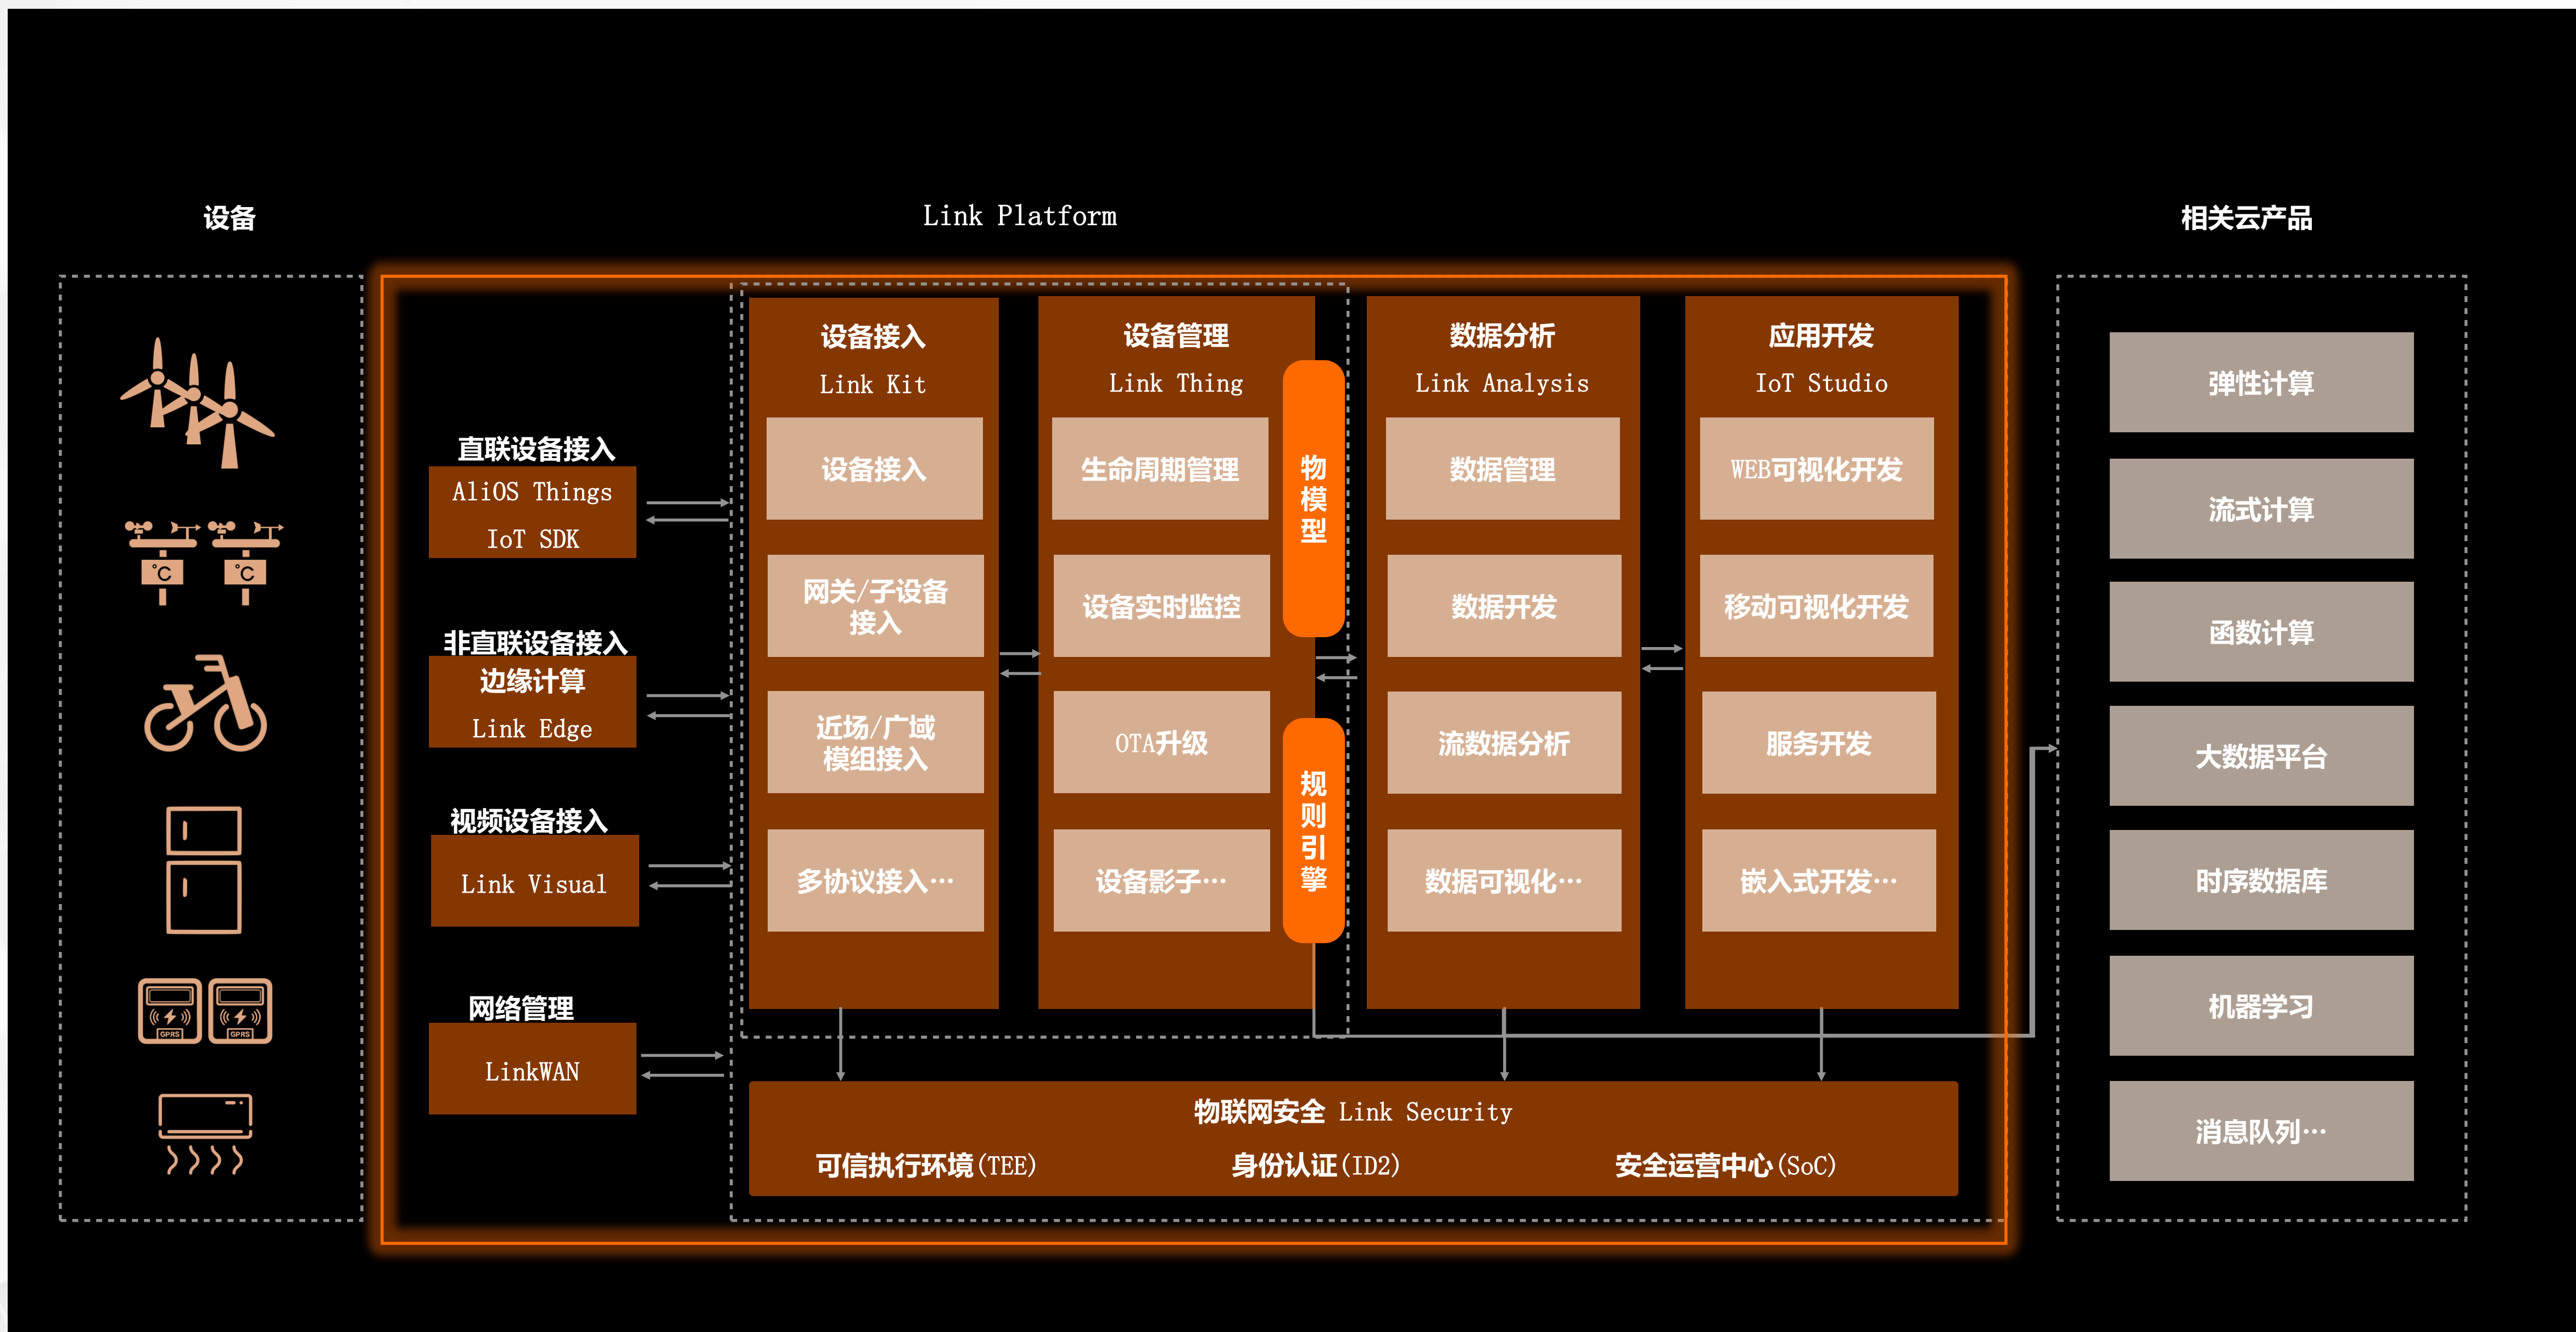 设备
Link Platform
相关云产品
°C
°C
GPRS
GPRS
直联设备接入
AliOS Things
IoT SDK
非直联设备接入
边缘计算
Link Edge
视频设备接入
Link Visual
网络管理
LinkWAN
设备接入
Link Kit
设备接入
网关/子设备
接入
近场/广域
模组接入
多协议接入…
设备管理
Link Thing
生命周期管理
设备实时监控
OTA升级
设备影子…
物模型
规则引擎
数据分析
Link Analysis
数据管理
数据开发
流数据分析
数据可视化…
应用开发
IoT Studio
WEB可视化开发
移动可视化开发
服务开发
嵌入式开发…
物联网安全 Link Security
可信执行环境(TEE)
身份认证(ID2)
安全运营中心(SoC)
弹性计算
流式计算
函数计算
大数据平台
时序数据库
机器学习
消息队列…